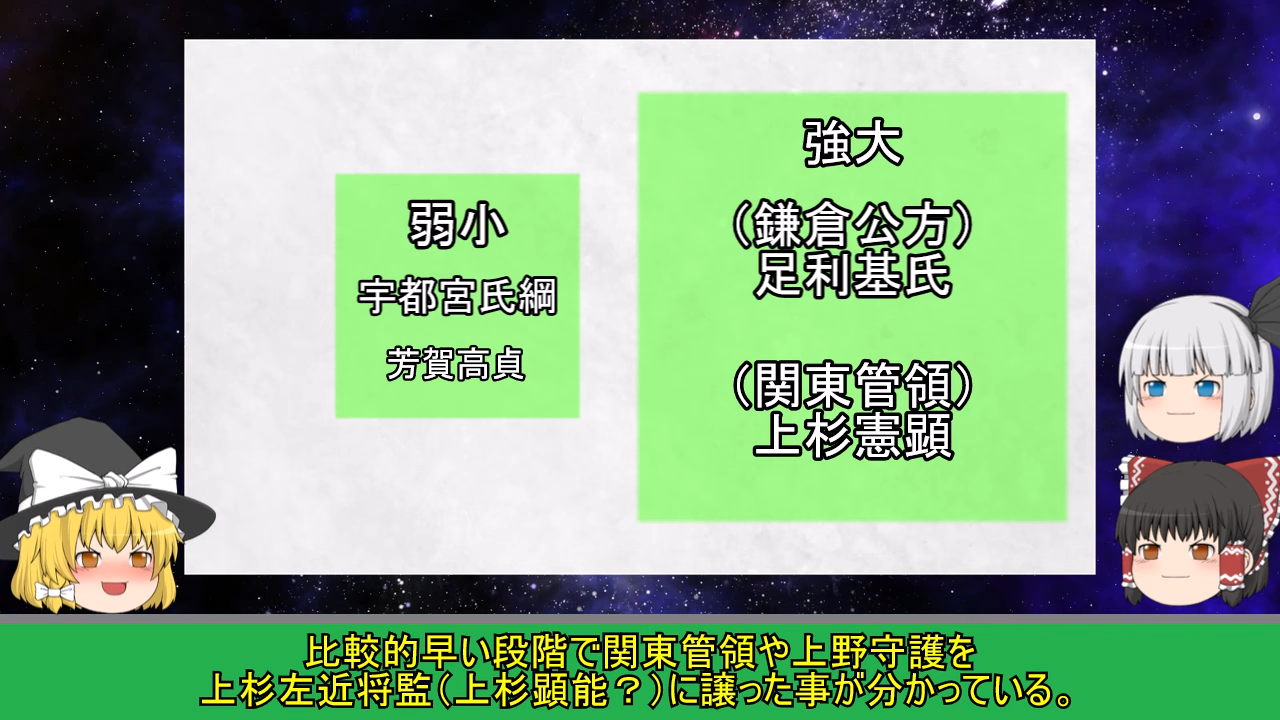 弱小
宇都宮氏綱
芳賀高貞
強大
（鎌倉公方）
足利基氏
（関東管領）
上杉憲顕
比較的早い段階で関東管領や上野守護を
上杉左近将監（上杉顕能？）に譲った事が分かっている。